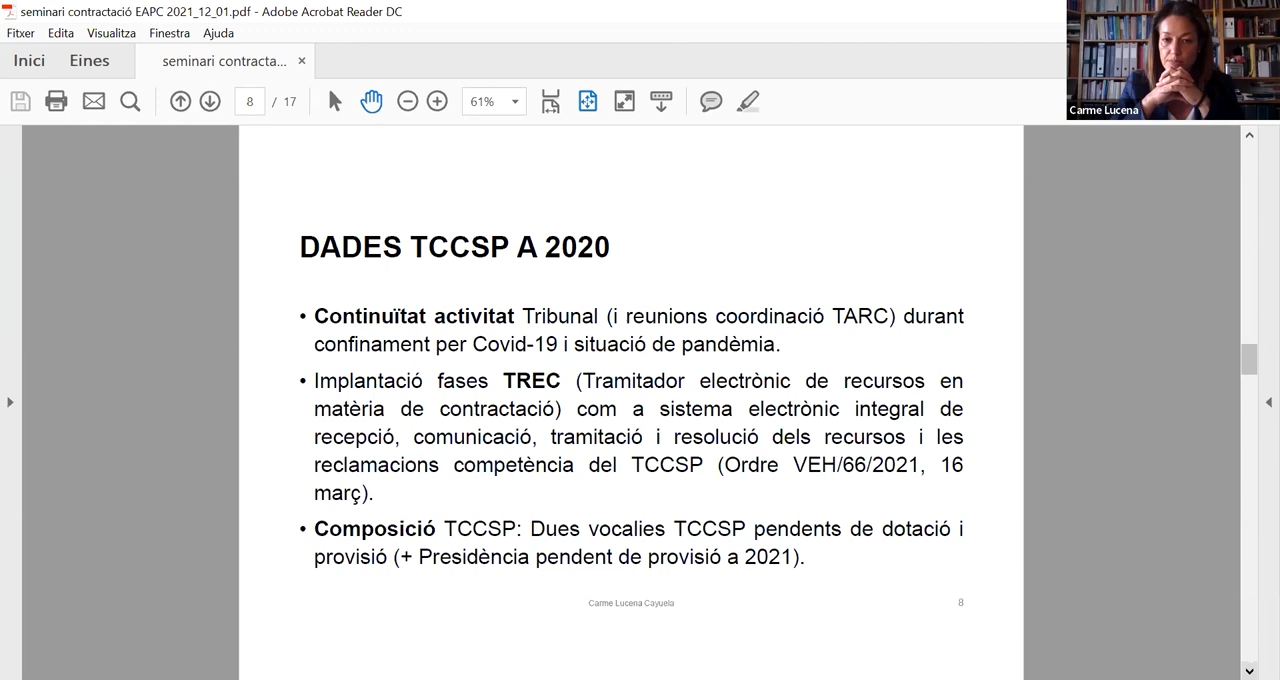 seminari contractació EAPC 2021_12_01.pdf - Adobe Acrobat Reader DC
Fitxer Edita Visualitza Finestra Ajuda
Inici Eines seminari contracta... ×
8 / 17 61%
Carme Lucena
DADES TCCSP A 2020
• Continuïtat activitat Tribunal (i reunions coordinació TARC) durant
confinament per Covid-19 i situació de pandèmia.
• Implantació fases TREC (Tramitador electrònic de recursos en
matèria de contractació) com a sistema electrònic integral de
recepció, comunicació, tramitació i resolució dels recursos i les
reclamacions competència del TCCSP (Ordre VEH/66/2021, 16
març).
• Composició TCCSP: Dues vocalies TCCSP pendents de dotació i
provisió (+ Presidència pendent de provisió a 2021).
Carme Lucena Cayuela 8